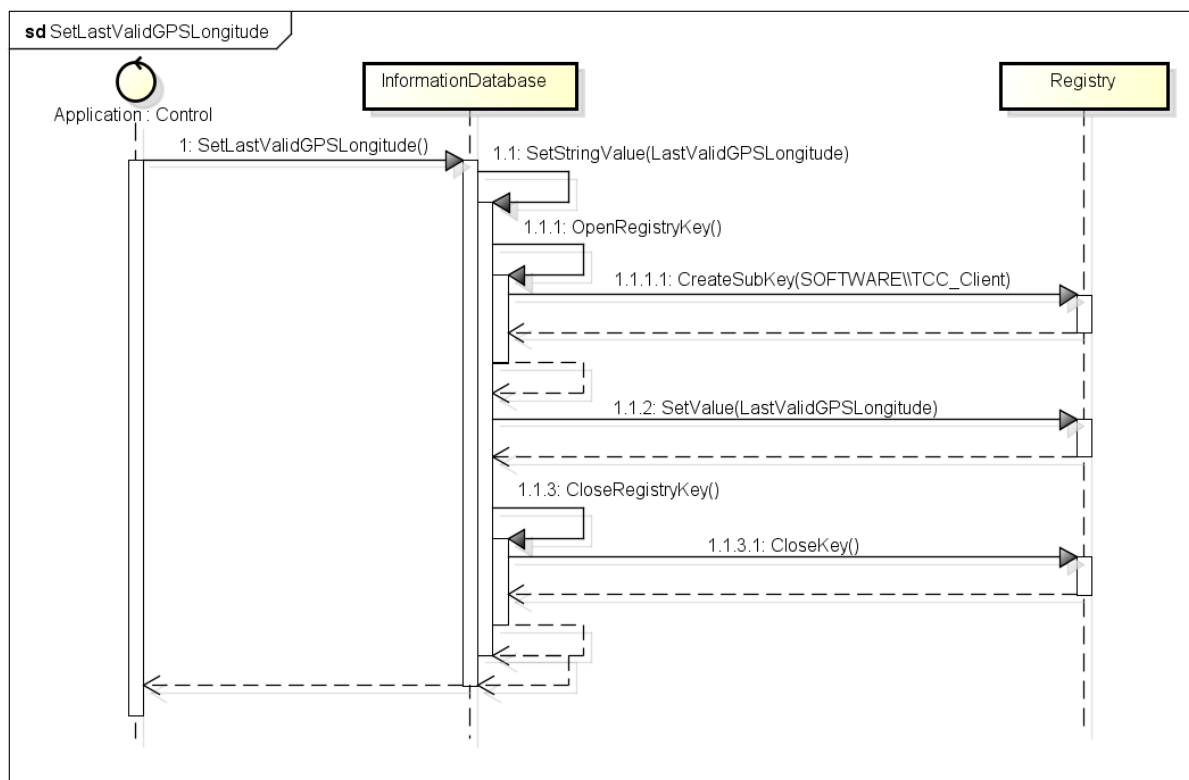 sd SetLastValidGPSLongitude
InformationDatabase
Registry
Application : Control
1: SetLastValidGPSLongitude()
1.1: SetStringValue(LastValidGPSLongitude)
1.1.1: OpenRegistryKey()
1.1.1.1: CreateSubKey(SOFTWARE\\TCC_Client)
1.1.2: SetValue(LastValidGPSLongitude)
1.1.3: CloseRegistryKey()
1.1.3.1: CloseKey()